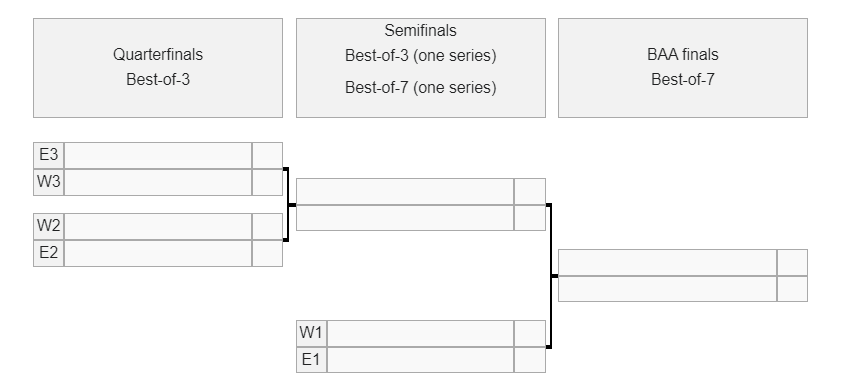 Quarterfinals
Best-of-3
Semifinals
Best-of-3 (one series)
Best-of-7 (one series)
BAA finals
Best-of-7
E3
W3
W2
E2
W1
E1